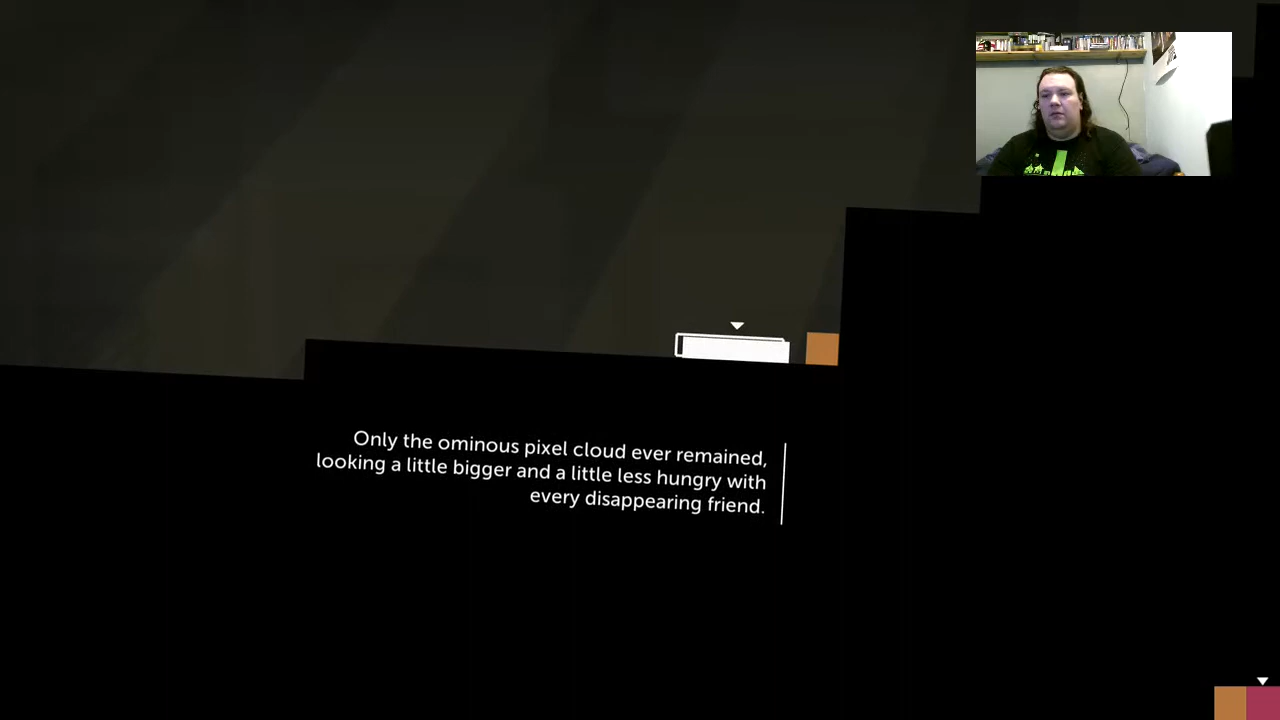 Only the ominous pixel cloud ever remained,
looking a little bigger and a little less hungry with
every disappearing friend.